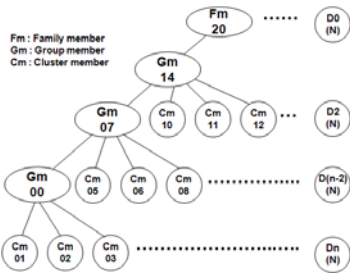 Fm
20
D0
(N)
Fm : Family member
Gm : Group member
Cm : Cluster member
Gm
14
Gm
07
Cm
10
Cm
11
Cm
12
D2
(N)
Gm
00
Cm
05
Cm
06
Cm
08
D(n-2)
(N)
Cm
01
Cm
02
Cm
03
Dn
(N)